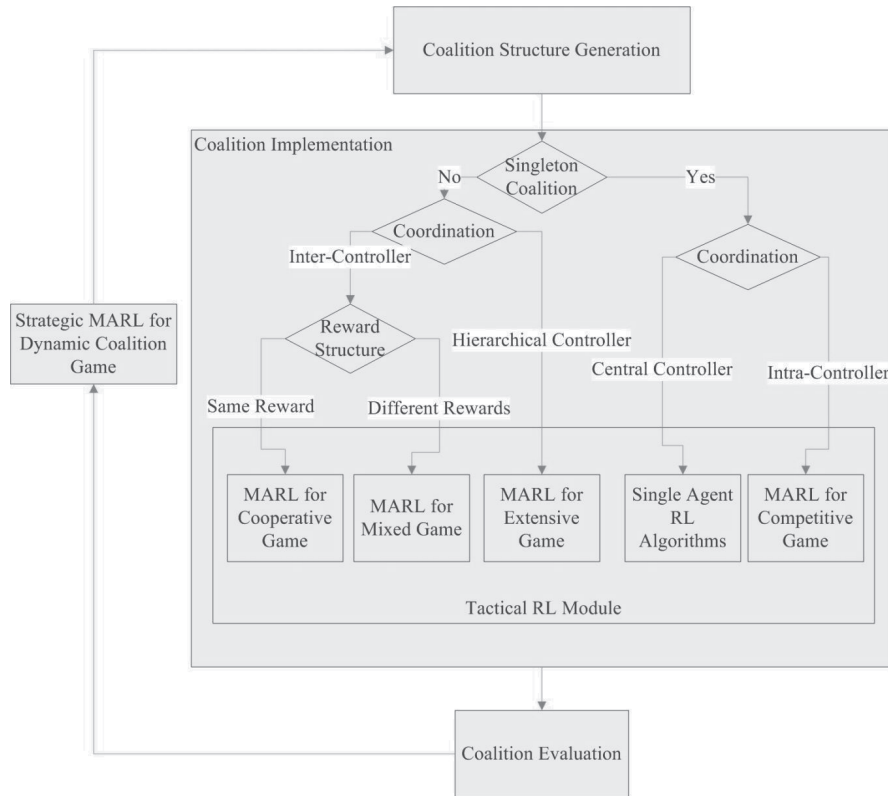 Coalition Structure Generation
Coalition Implementation
Singleton
Coalition
No
Yes
Coordination
Coordination
Inter-Controller
Strategic MARL for
Dynamic Coalition
Game
Reward
Structure
Hierarchical Controller
Central Controller
Intra-Controller
Same Reward
Different Rewards
MARL for
Cooperative
Game
MARL for
Mixed Game
MARL for
Extensive
Game
Single Agent
RL
Algorithms
MARL for
Competitive
Game
Tactical RL Module
Coalition Evaluation